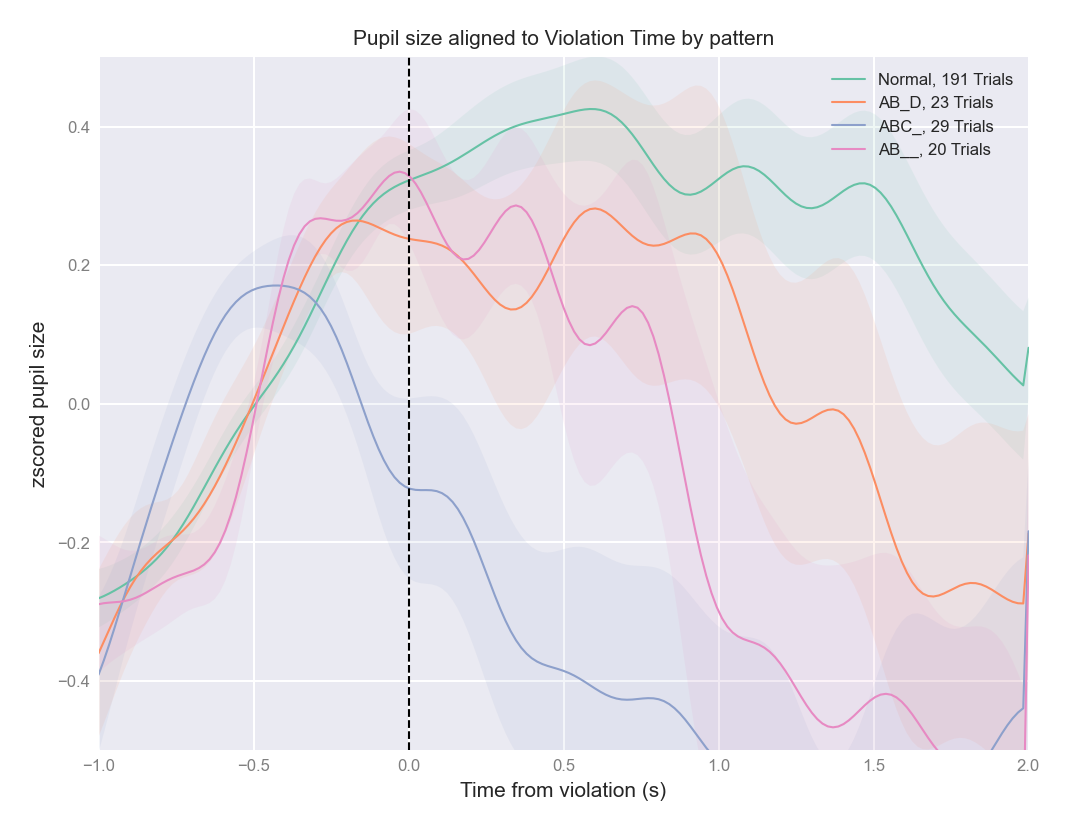 Pupil size aligned to Violation Time by pattern
Normal, 191 Trials
AB_D, 23 Trials
ABC_, 29 Trials
AB__, 20 Trials
zscored pupil size
0.4
0.2
0.0
−0.2
−0.4
−1.0 −0.5 0.0 0.5 1.0 1.5 2.0
Time from violation (s)